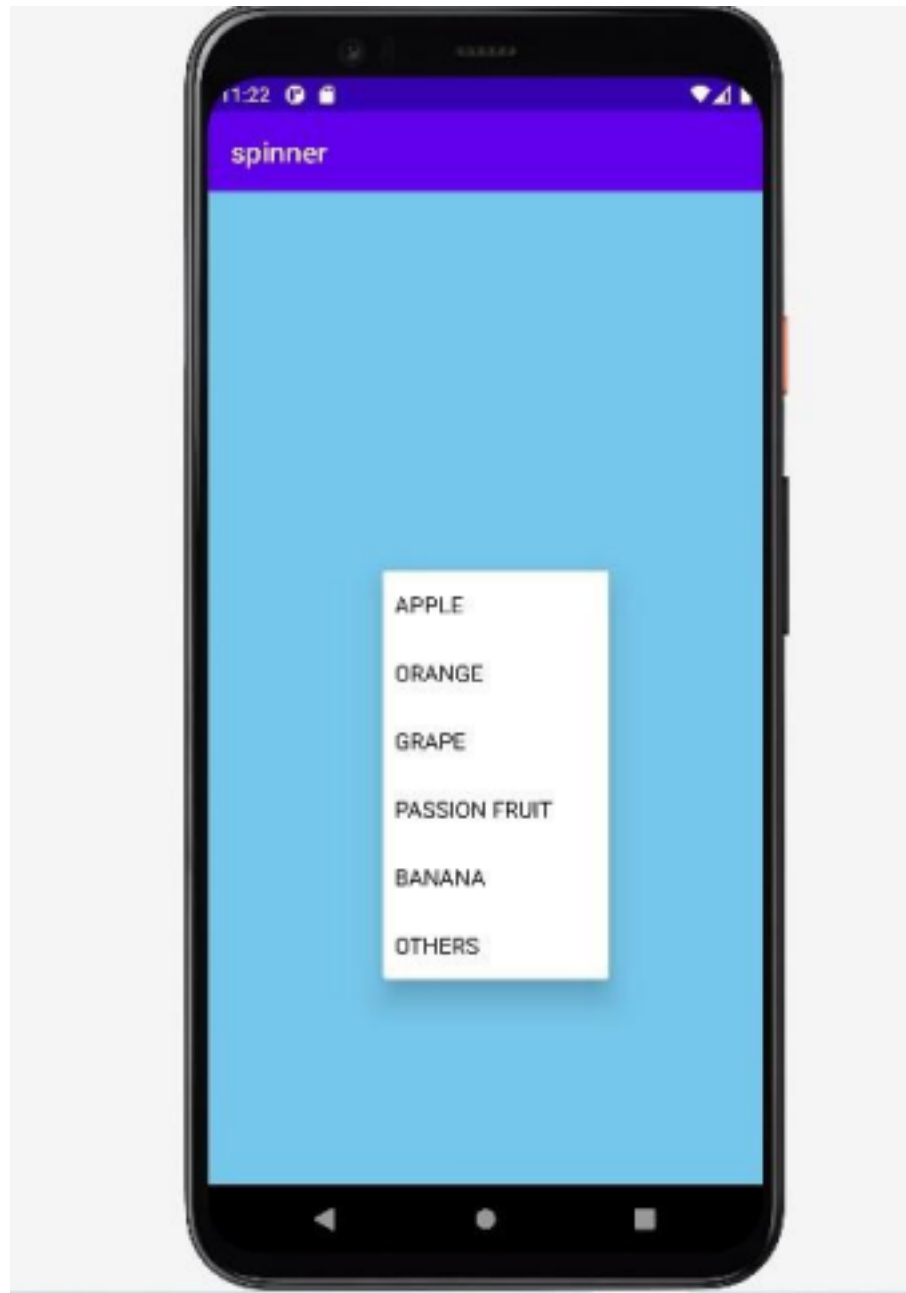 11:22
spinner
APPLE
ORANGE
GRAPE
PASSION FRUIT
BANANA
OTHERS